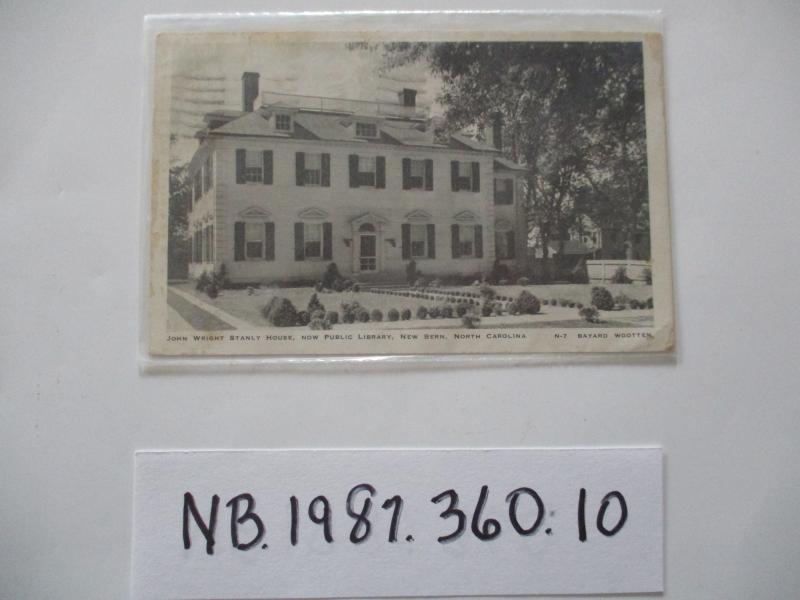 JOHN WRIGHT STANLY HOUSE, NOW PUBLIC LIBRARY, NEW BERN, NORTH CAROLINA N-7 BAYARD WOOTTEN
NB.1987.360.10